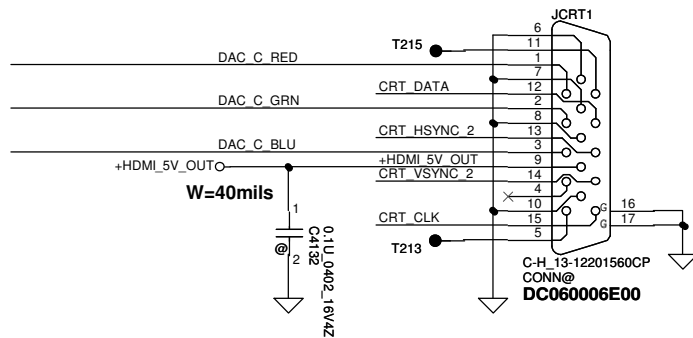 JCRT1
6
T215
11
DAC_C_RED
1
7
CRT_DATA
12
DAC_C_GRN
2
8
CRT_HSYNC_2
13
DAC_C_BLU
3
+HDMI_5V_OUT
+HDMI_5V_OUT
9
W=40mils
CRT_VSYNC_2
14
4
10
G
16
CRT_CLK
15
G
17
T213
5
1
@
2
0.1U_0402_16V4Z
C4132
C-H_13-12201560CP
CONN@
DC060006E00